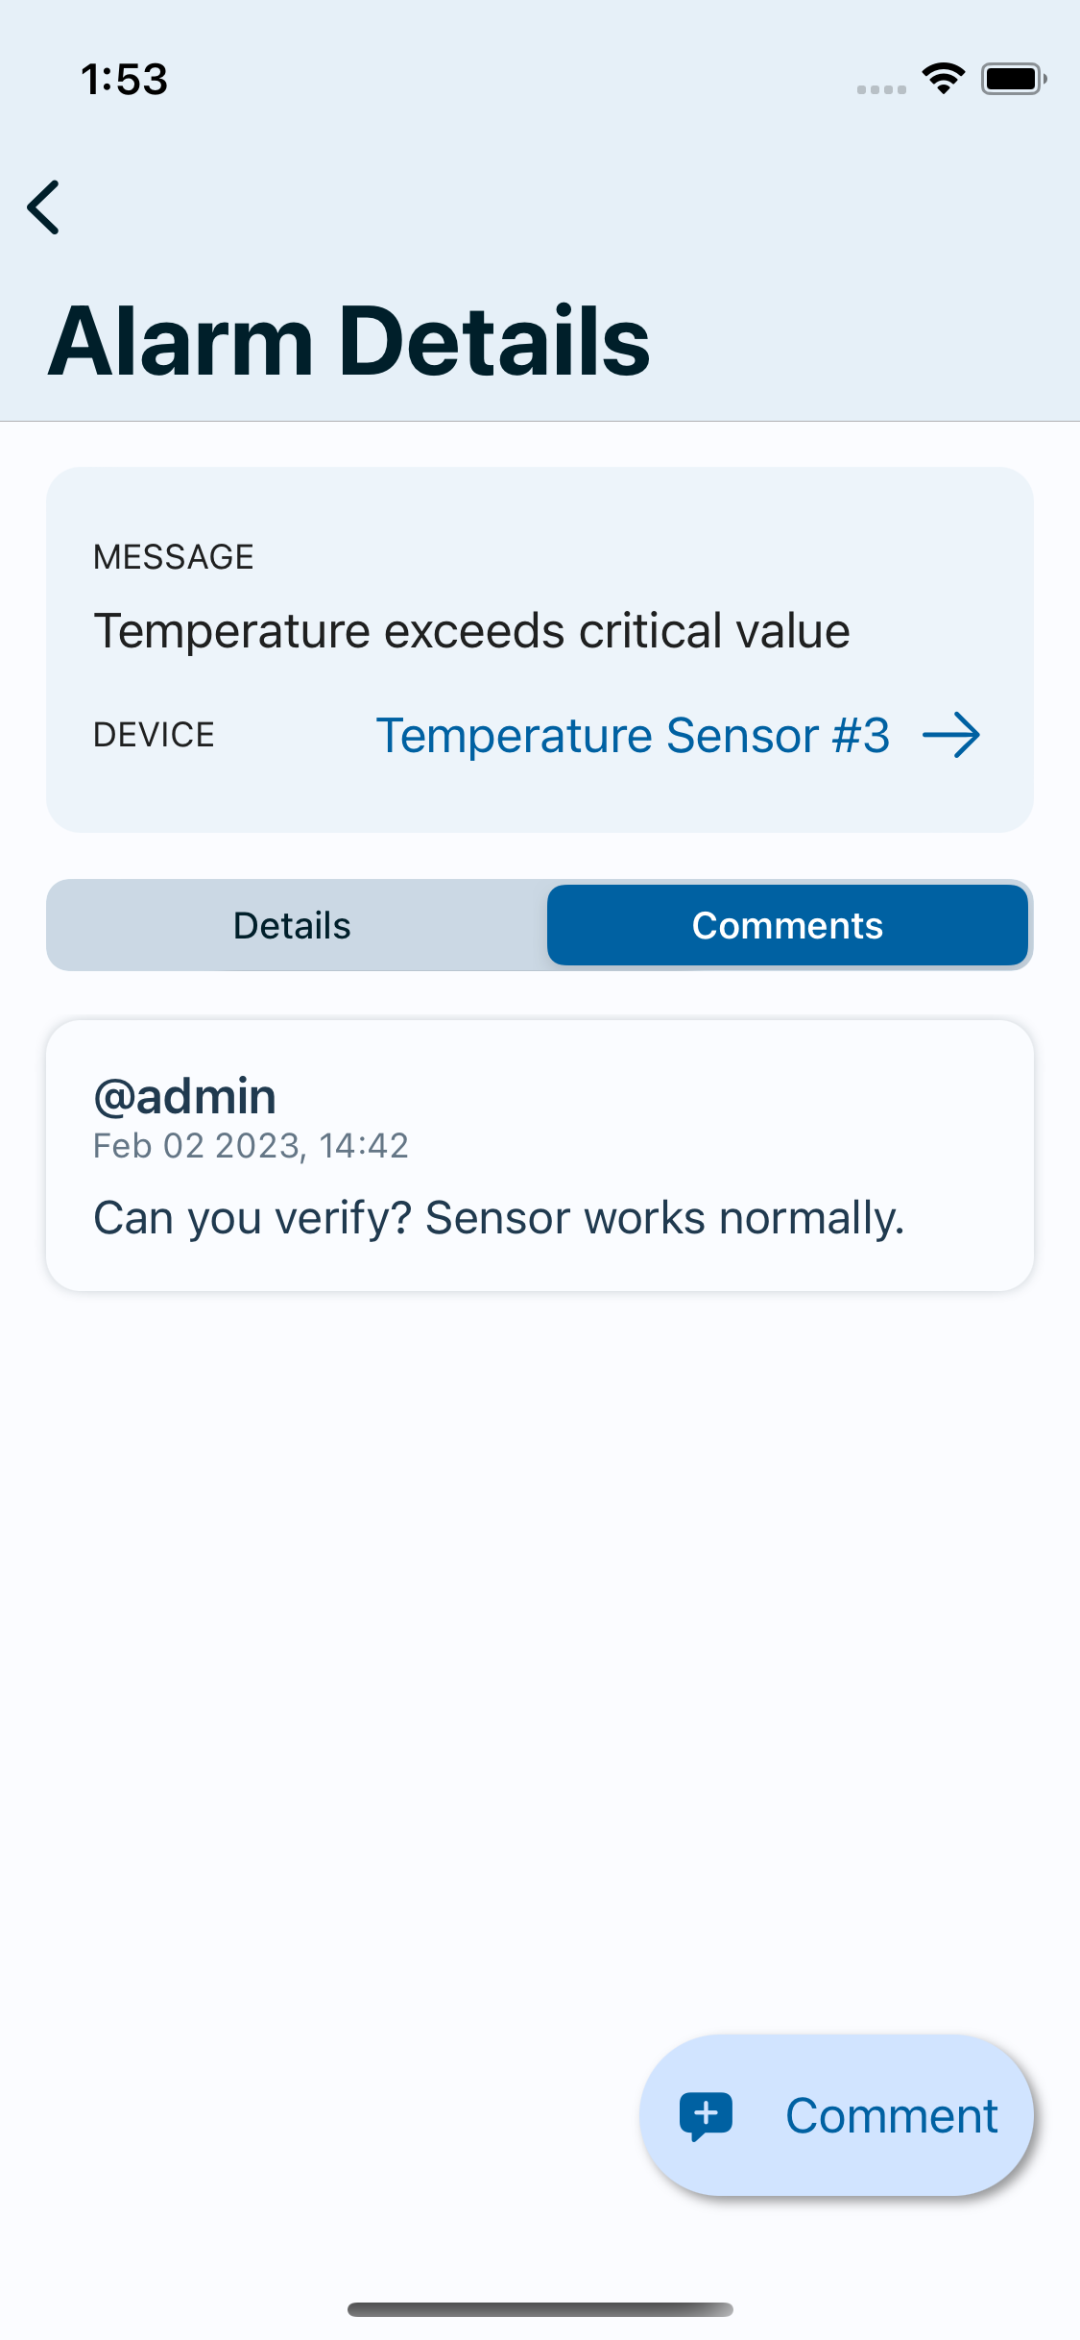 1:53
Alarm Details
MESSAGE
Temperature exceeds critical value
DEVICE Temperature Sensor #3
Details Comments
@admin
Feb 02 2023, 14:42
Can you verify? Sensor works normally.
Comment